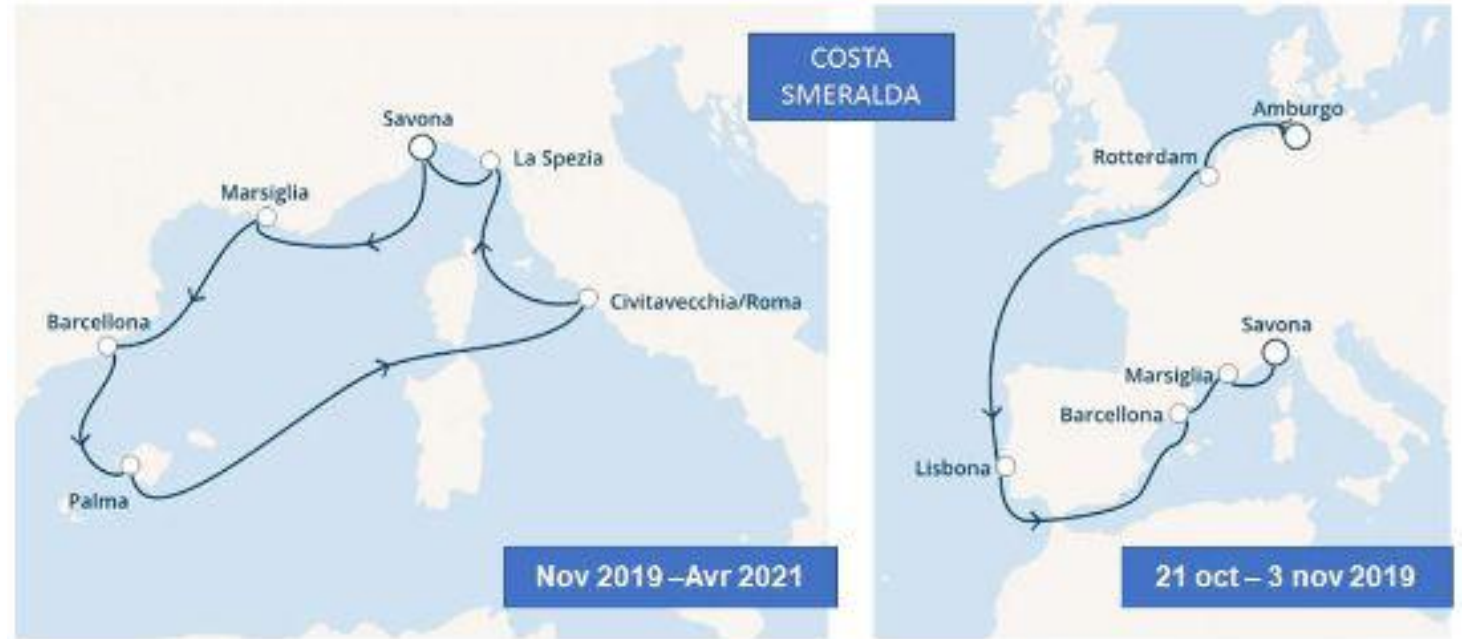 COSTA
SMERALDA
Savona
La Spezia
Marsiglia
Civitavecchia/Roma
Barcellona
Palma
Nov 2019 –Avr 2021
Amburgo
Rotterdam
Savona
Marsiglia
Barcellona
Lisbona
21 oct – 3 nov 2019